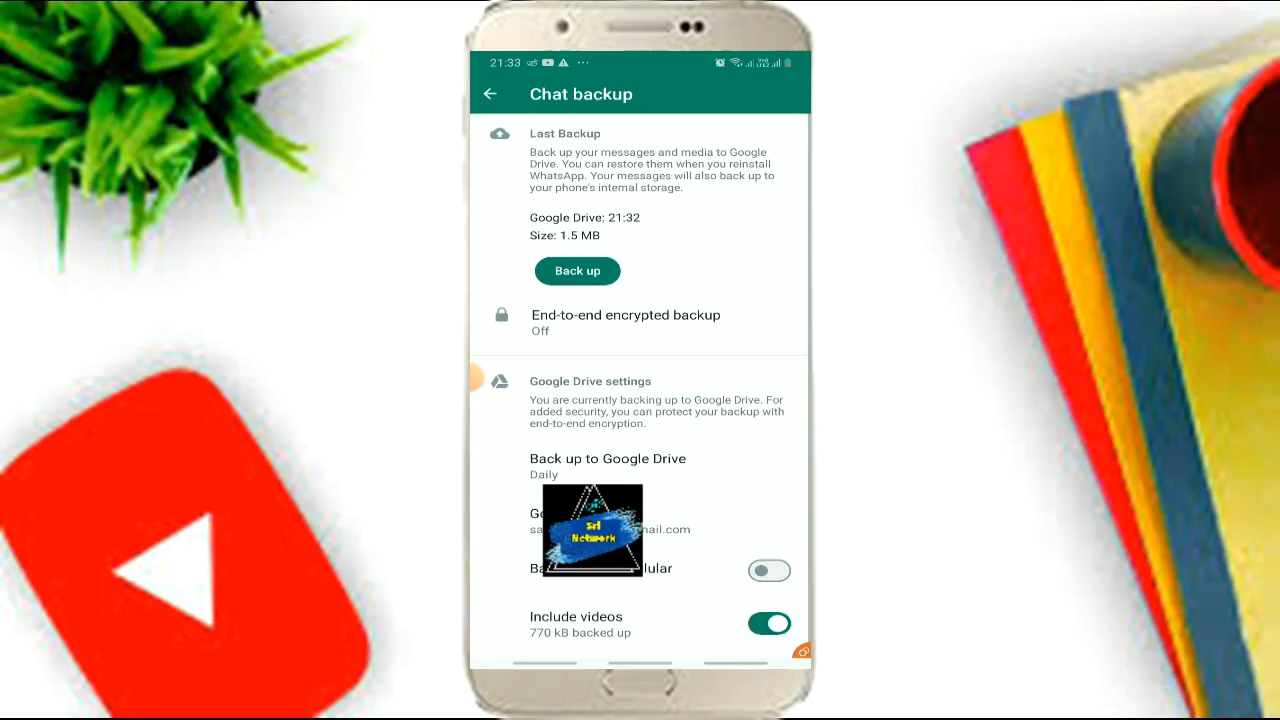 21:33
Chat backup
Last Backup
Back up your messages and media to Google
Drive. You can restore them when you reinstall
WhatsApp. Your messages will also back up to
your phone's internal storage.
Google Drive: 21:32
Size: 1.5 MB
Back up
End-to-end encrypted backup
Off
Google Drive settings
You are currently backing up to Google Drive. For
added security, you can protect your backup with
end-to-end encryption.
Back up to Google Drive
Daily
Srl
Network
Include videos
770 kB backed up